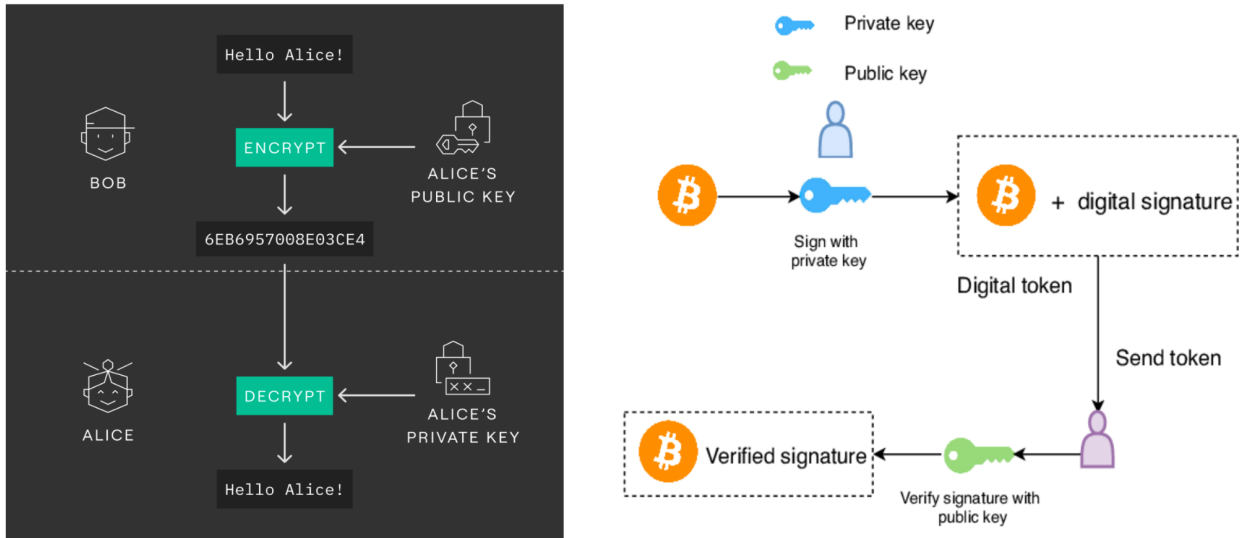 Hello Alice!
BOB
ENCRYPT
ALICE'S
PUBLIC KEY
6EB6957008E03CE4
ALICE
DECRYPT
ALICE'S
PRIVATE KEY
××_
Hello Alice!
Private key
Public key
Sign with
private key
+ digital signature
Digital token
Send token
Verified signature
Verify signature with
public key